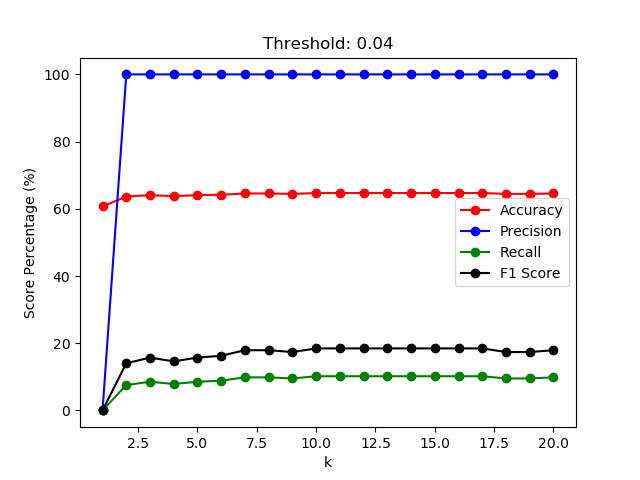 Threshold: 0.04
100
80
60
40
20
0
Score Percentage (%)
Accuracy
Precision
Recall
F1 Score
2.5 5.0 7.5 10.0 12.5 15.0 17.5 20.0
k